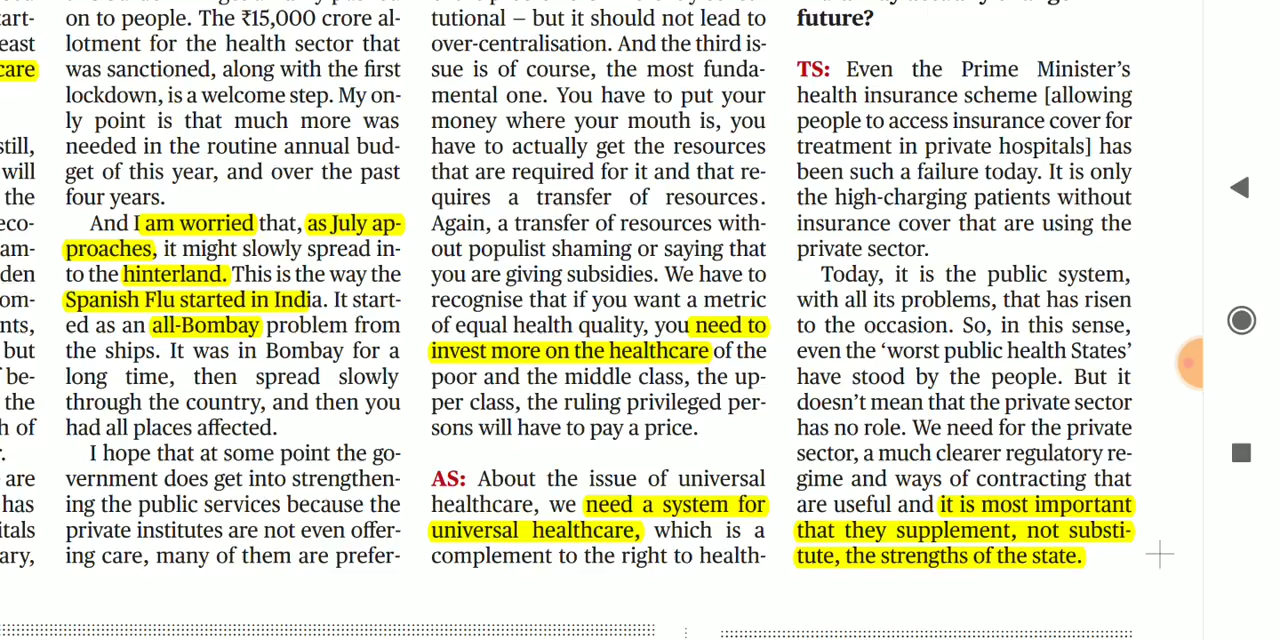 still,
will
the
eco-
am-
den
om-
nts,
but
be-
the
h of
r.
are
has
itals
ary,
on to people. The ₹15,000 crore al-
lotment for the health sector that
was sanctioned, along with the first
lockdown, is a welcome step. My on-
ly point is that much more was
needed in the routine annual bud-
get of this year, and over the past
four years.
And I am worried that, as July ap-
proaches, it might slowly spread in-
to the hinterland. This is the way the
Spanish Flu started in India. It start-
ed as an all-Bombay problem from
the ships. It was in Bombay for a
long time, then spread slowly
through the country, and then you
had all places affected.
I hope that at some point the go-
vernment does get into strengthen-
ing the public services because the
private institutes are not even offer-
ing care, many of them are prefer-
tutional – but it should not lead to
over-centralisation. And the third is-
sue is of course, the most funda-
mental one. You have to put your
money where your mouth is, you
have to actually get the resources
that are required for it and that re-
quires a transfer of resources.
Again, a transfer of resources with-
out populist shaming or saying that
you are giving subsidies. We have to
recognise that if you want a metric
of equal health quality, you need to
invest more on the healthcare of the
poor and the middle class, the up-
per class, the ruling privileged per-
sons will have to pay a price.
AS: About the issue of universal
healthcare, we need a system for
universal healthcare, which is a
complement to the right to health-
future?
TS: Even the Prime Minister's
health insurance scheme [allowing
people to access insurance cover for
treatment in private hospitals] has
been such a failure today. It is only
the high-charging patients without
insurance cover that are using the
private sector.
Today, it is the public system,
with all its problems, that has risen
to the occasion. So, in this sense,
even the 'worst public health States'
have stood by the people. But it
doesn't mean that the private sector
has no role. We need for the private
sector, a much clearer regulatory re-
gime and ways of contracting that
are useful and it is most important
that they supplement, not substi-
tute, the strengths of the state.